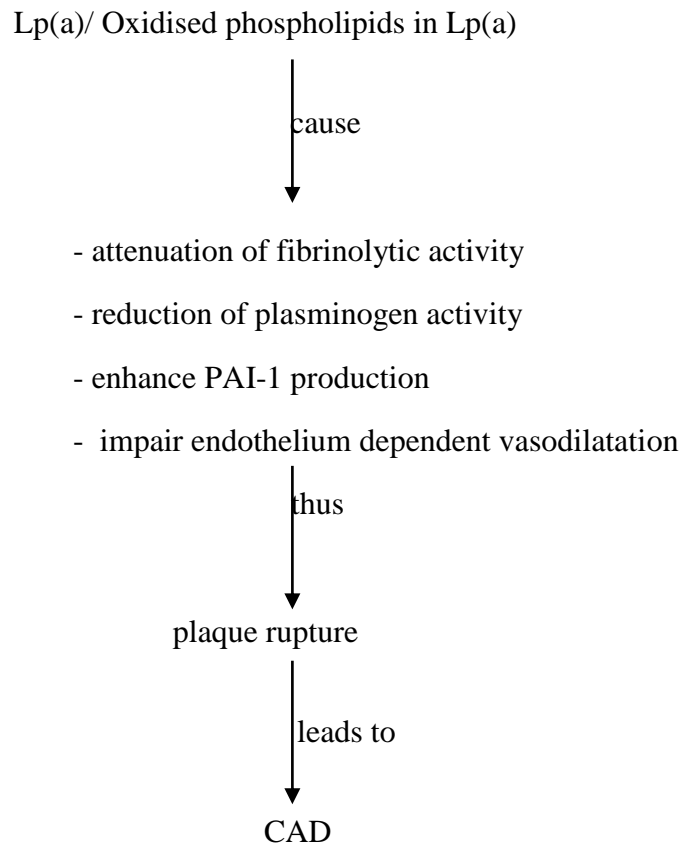 Lp(a)/ Oxidised phospholipids in Lp(a)
cause
- attenuation of fibrinolytic activity
- reduction of plasminogen activity
- enhance PAI-1 production
- impair endothelium dependent vasodilatation
thus
plaque rupture
leads to
CAD